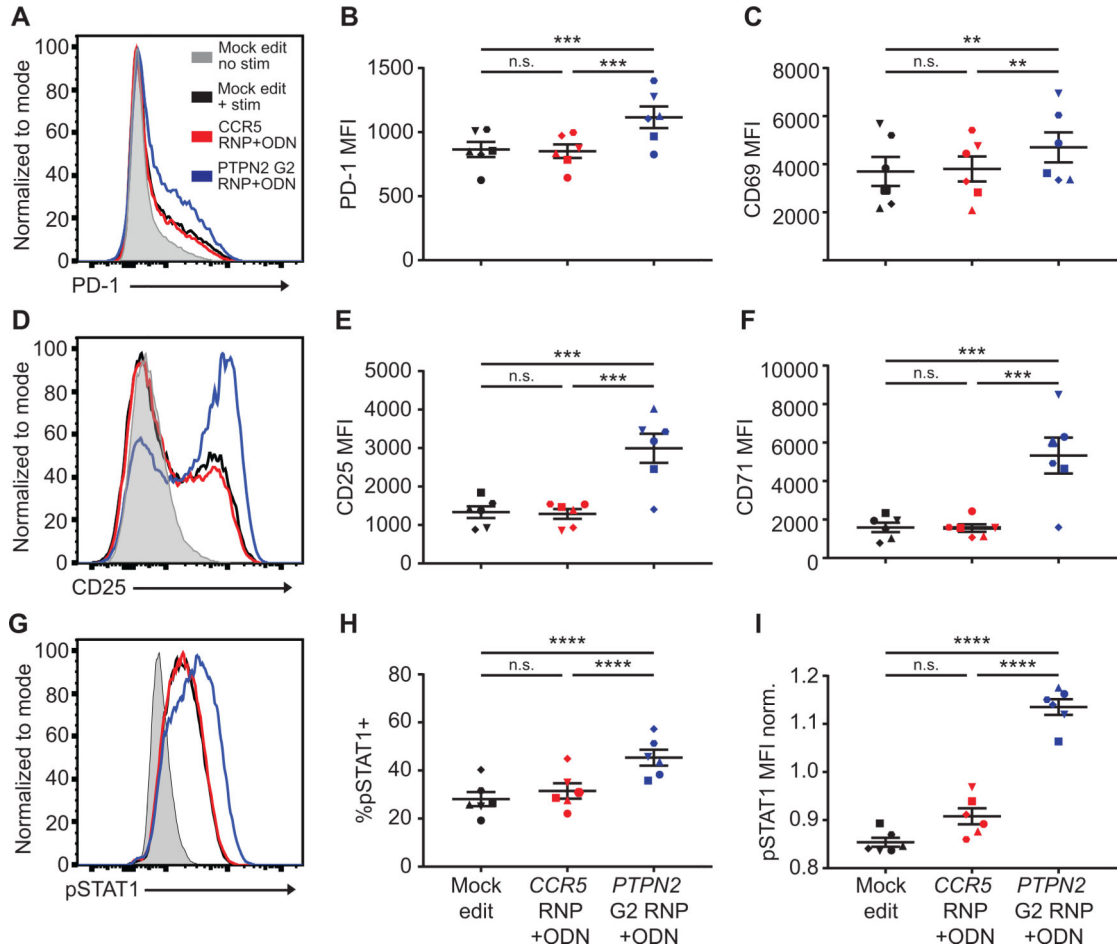 A
Normalized to mode
100
80
60
40
20
0
PD-1
Mock edit
no stim
Mock edit
+ stim
CCR5
RNP+ODN
PTPN2 G2
RNP+ODN
B
PD-1 MFI
1500
1000
500
0
***
n.s.
***
C
CD69 MFI
8000
6000
4000
2000
0
**
n.s.
**
D
Normalized to mode
100
80
60
40
20
0
CD25
E
CD25 MFI
5000
4000
3000
2000
1000
0
***
n.s.
***
F
CD71 MFI
10000
8000
6000
4000
2000
0
***
n.s.
***
G
Normalized to mode
100
80
60
40
20
0
pSTAT1
H
%pSTAT1+
80
60
40
20
0
****
n.s.
****
Mock
edit
CCR5
RNP
+ODN
PTPN2
G2 RNP
+ODN
I
pSTAT1 MFI norm.
1.2
1.1
1.0
0.9
0.8
****
n.s.
****
Mock
edit
CCR5
RNP
+ODN
PTPN2
G2 RNP
+ODN